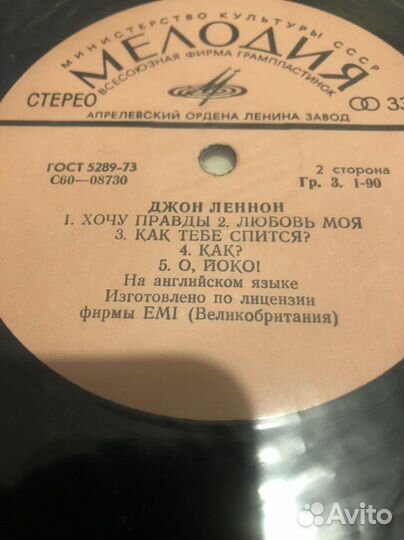 МИНИСТЕРСТВО КУЛЬТУРЫ СССР
МЕЛОДИЯ
ВСЕСОЮЗНАЯ ФИРМА ГРАМПЛАСТИНОК
СТЕРЕО
33
АПРЕЛЕВСКИЙ ОРДЕНА ЛЕНИНА ЗАВОД
ГОСТ 5289-73
С60—08730
2 сторона
Гр. 3. 1-90
ДЖОН ЛЕННОН
1. ХОЧУ ПРАВДЫ 2. ЛЮБОВЬ МОЯ
3. КАК ТЕБЕ СПИТСЯ?
4. КАК?
5. О, ЙОКО!
На английском языке
Изготовлено по лицензии
фирмы EMI (Великобритания)
Avito